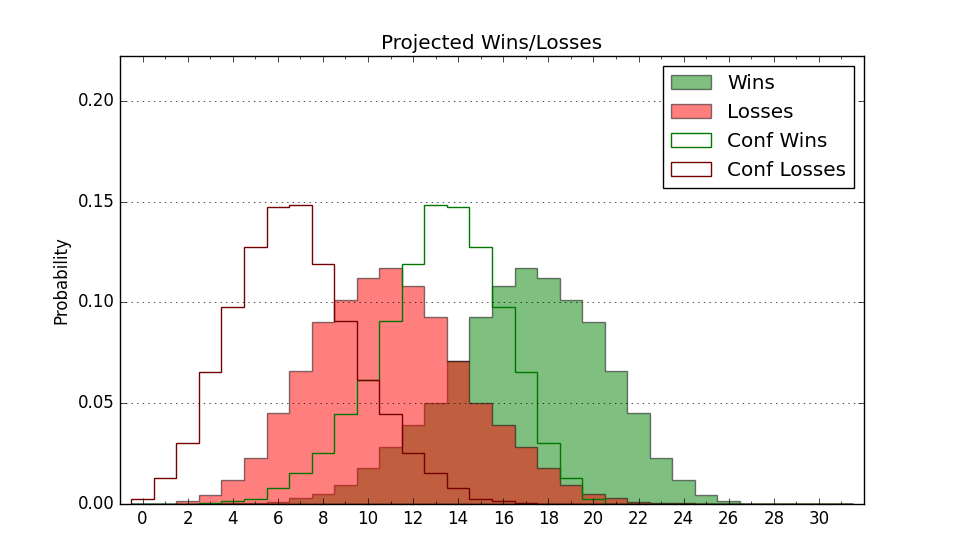 Projected Wins/Losses
Wins
Losses
Conf Wins
Conf Losses
Probability
0.20
0.15
0.10
0.05
0.00
0 2 4 6 8 10 12 14 16 18 20 22 24 26 28 30